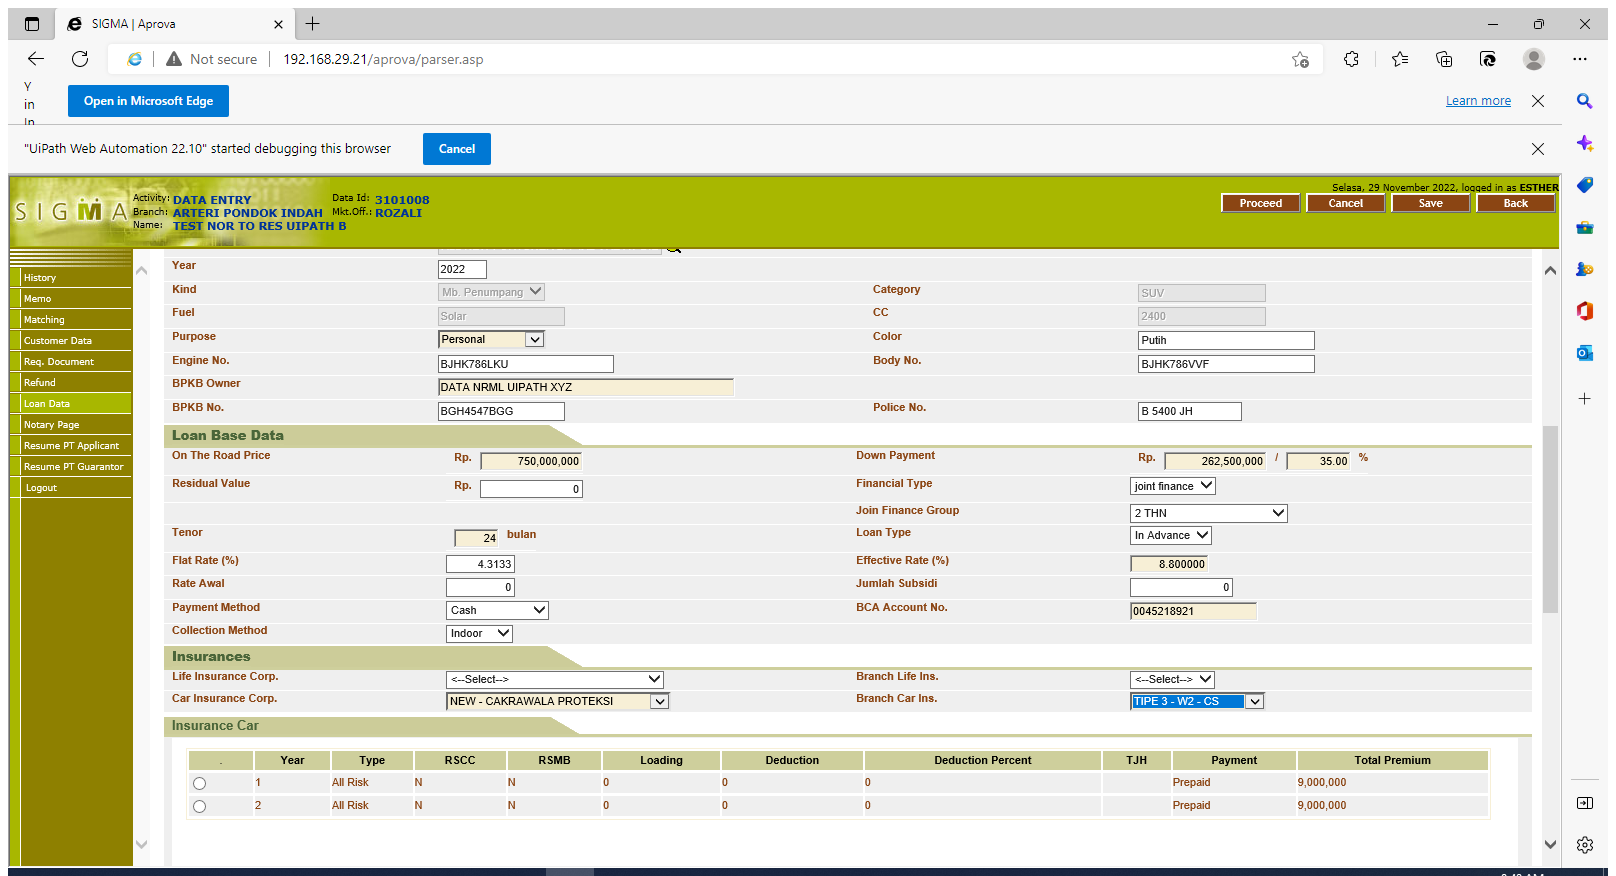 SIGMA | Aprova
Not secure 192.168.29.21/aprova/parser.asp
Y
in
In
Open in Microsoft Edge
Learn more
"UiPath Web Automation 22.10" started debugging this browser
Cancel
SIGMA
Activity: DATA ENTRY Data Id: 3101008
Branch: ARTERI PONDOK INDAH Mkt.Off.: ROZALI
Name: TEST NOR TO RES UIPATH B
Selasa, 29 November 2022, logged in as ESTHER
Proceed Cancel Save Back
History
Memo
Matching
Customer Data
Req. Document
Refund
Loan Data
Notary Page
Resume PT Applicant
Resume PT Guarantor
Logout
Year 2022
Kind Mb. Penumpang Category SUV
Fuel Solar CC 2400
Purpose Personal Color Putih
Engine No. BJHK786LKU Body No. BJHK786VVF
BPKB Owner DATA NRML UIPATH XYZ
BPKB No. BGH4547BGG Police No. B 5400 JH
Loan Base Data
On The Road Price Rp. 750,000,000 Down Payment Rp. 262,500,000 / 35.00 %
Residual Value Rp. 0 Financial Type joint finance
Join Finance Group 2 THN
Tenor 24 bulan Loan Type In Advance
Flat Rate (%) 4.3133 Effective Rate (%) 8.800000
Rate Awal 0 Jumlah Subsidi 0
Payment Method Cash BCA Account No. 0045218921
Collection Method Indoor
Insurances
Life Insurance Corp. <--Select--> Branch Life Ins. <--Select-->
Car Insurance Corp. NEW - CAKRAWALA PROTEKSI Branch Car Ins. TIPE 3 - W2 - CS
Insurance Car
. Year Type RSCC RSMB Loading Deduction Deduction Percent TJH Payment Total Premium
1 All Risk N N 0 0 0 Prepaid 9,000,000
2 All Risk N N 0 0 0 Prepaid 9,000,000